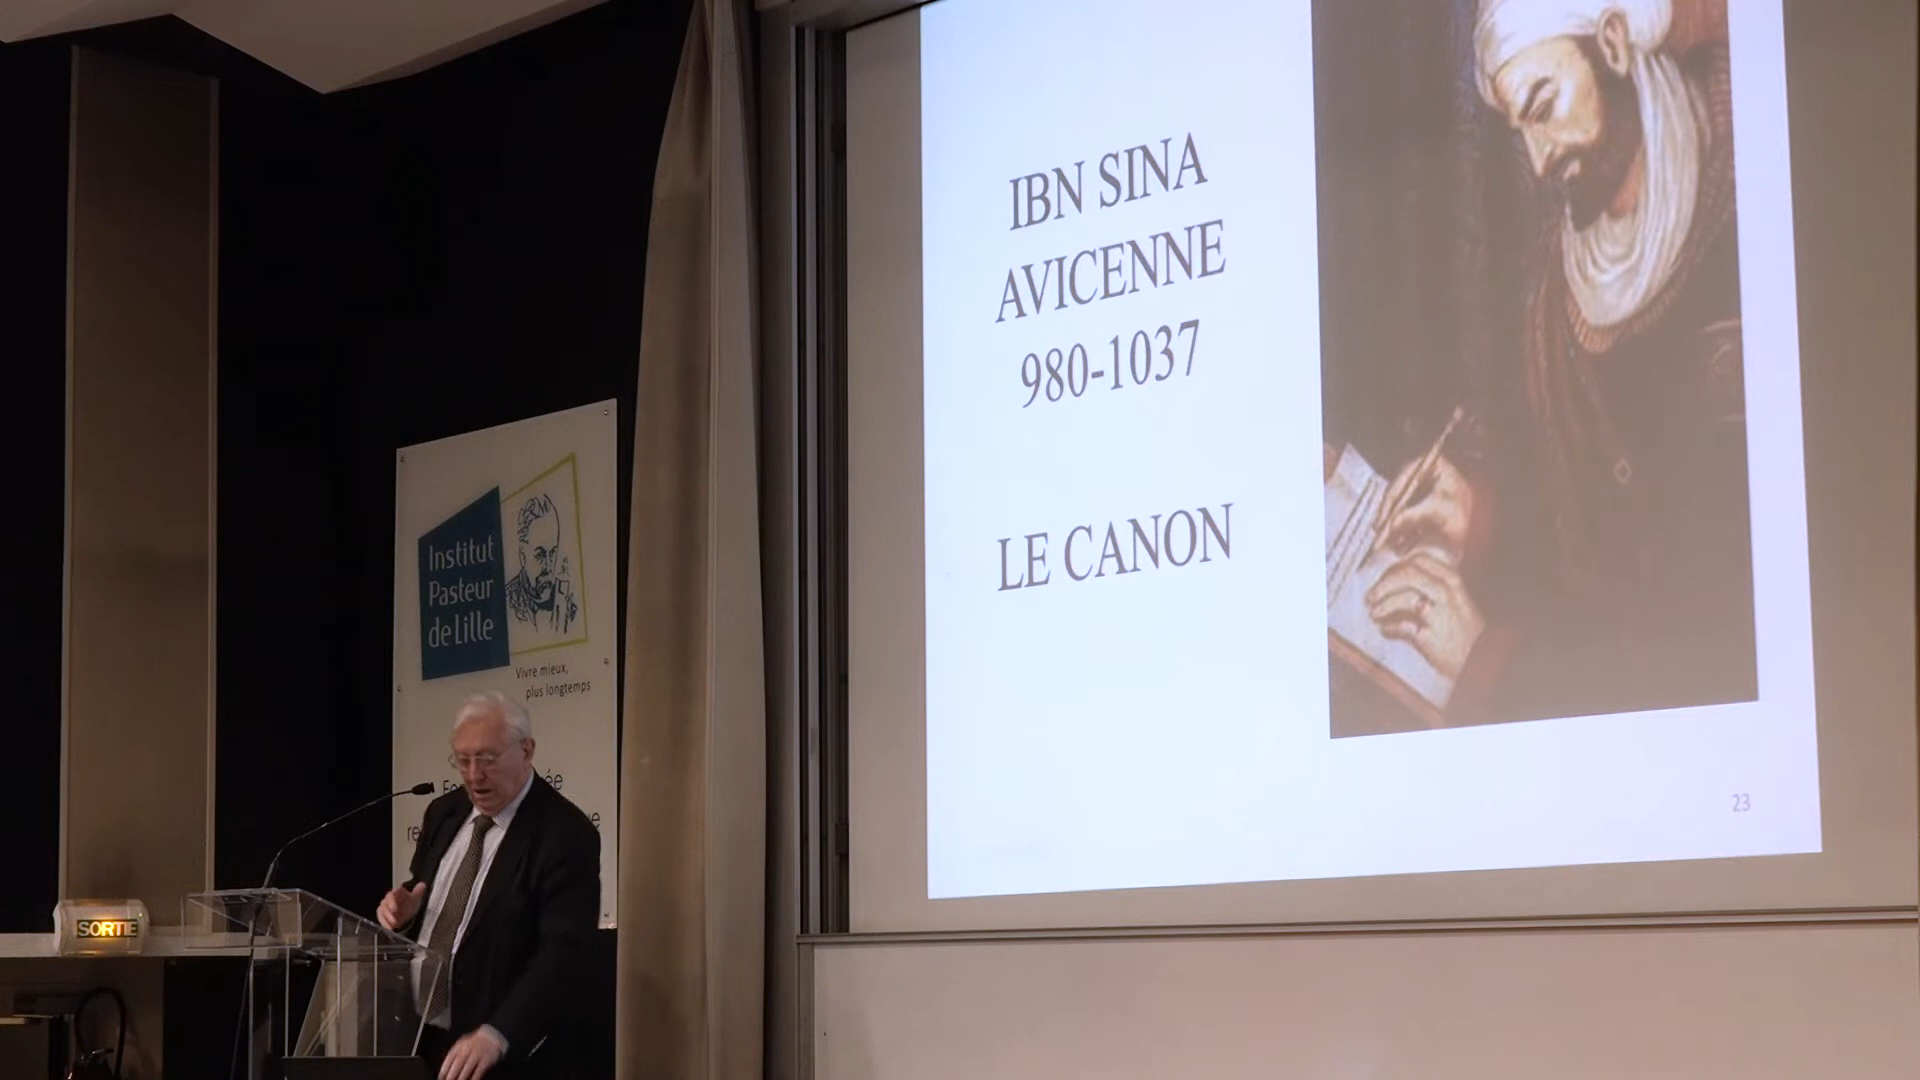 IBN SINA
AVICENNE
980-1037
LE CANON
23
Institut
Pasteur
de Lille
Vivre mieux,
plus longtemps
SORTIE